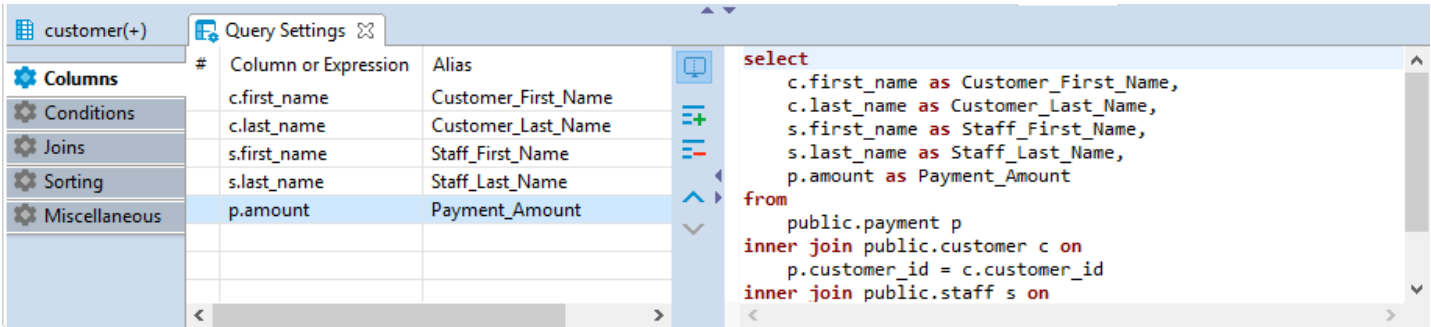 customer(+)
Query Settings
Columns
Conditions
Joins
Sorting
Miscellaneous
# Column or Expression Alias
c.first_name Customer_First_Name
c.last_name Customer_Last_Name
s.first_name Staff_First_Name
s.last_name Staff_Last_Name
p.amount Payment_Amount
select
c.first_name as Customer_First_Name,
c.last_name as Customer_Last_Name,
s.first_name as Staff_First_Name,
s.last_name as Staff_Last_Name,
p.amount as Payment_Amount
from
public.payment p
inner join public.customer c on
p.customer_id = c.customer_id
inner join public.staff s on